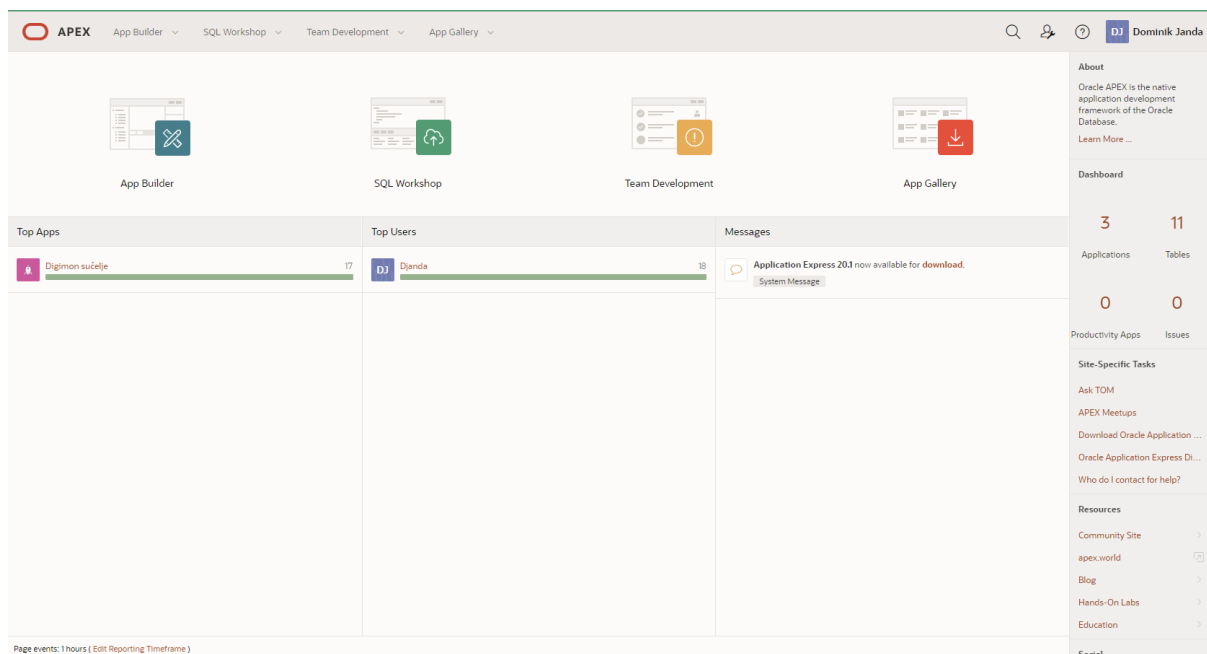 APEX App Builder SQL Workshop Team Development App Gallery
DJ Dominik Janda
App Builder
SQL Workshop
Team Development
App Gallery
Top Apps
Digimon sučelje 17
Top Users
DJ Djanda 18
Messages
Application Express 20.1 now available for download.
System Message
Page events: 1 hours ( Edit Reporting Timeframe )
About
Oracle APEX is the native
application development
framework of the Oracle
Database.
Learn More ...
Dashboard
3 11
Applications Tables
0 0
Productivity Apps Issues
Site-Specific Tasks
Ask TOM
APEX Meetups
Download Oracle Application ...
Oracle Application Express Di...
Who do I contact for help?
Resources
Community Site
apex.world
Blog
Hands-On Labs
Education
Social